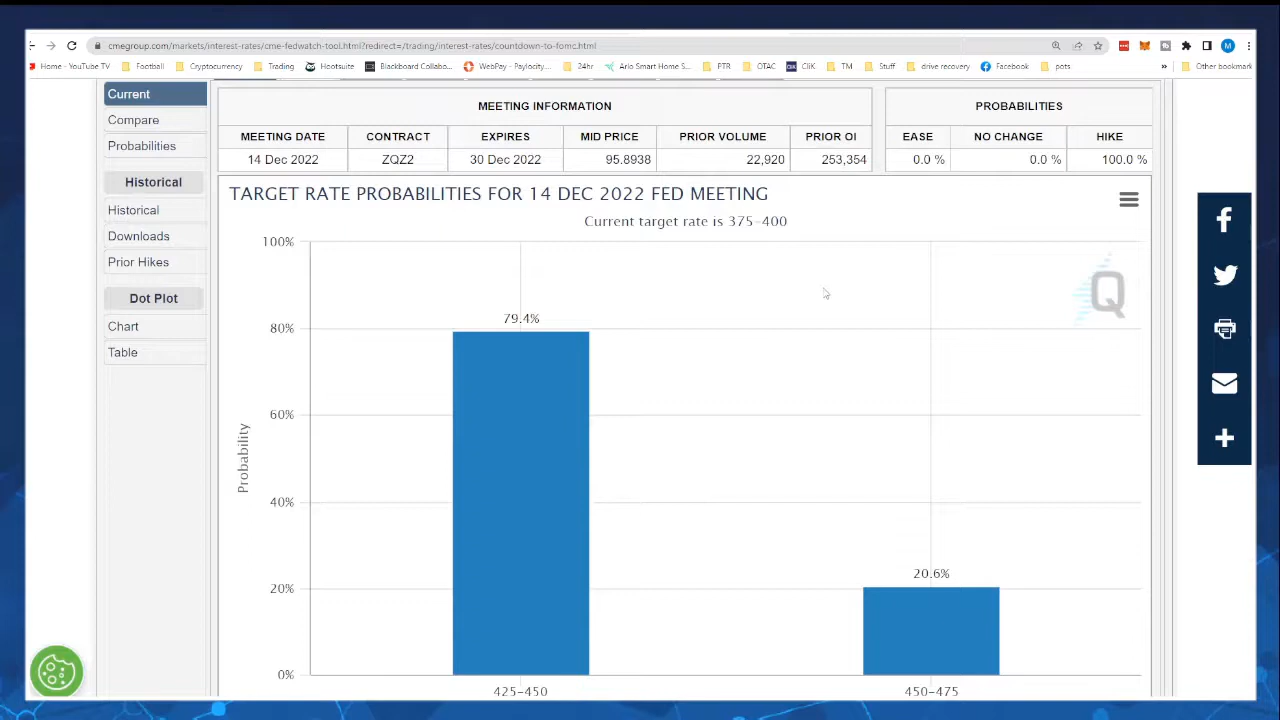 cmegroup.com/markets/interest-rates/cme-fedwatch-tool.html?redirect=/trading/interest-rates/countdown-to-fomc.html
M
Home - YouTube TV Football Cryptocurrency Trading Hootsuite Blackboard Collabo... WebPay - Paylocity... 24hr Arlo Smart Home S... PTR OTAC CliK TM Stuff drive recovery Facebook pots » Other bookmark
Current
Compare
Probabilities
Historical
Historical
Downloads
Prior Hikes
Dot Plot
Chart
Table
MEETING INFORMATION
MEETING DATE CONTRACT EXPIRES MID PRICE PRIOR VOLUME PRIOR OI
14 Dec 2022 ZQZ2 30 Dec 2022 95.8938 22,920 253,354
PROBABILITIES
EASE NO CHANGE HIKE
0.0 % 0.0 % 100.0 %
TARGET RATE PROBABILITIES FOR 14 DEC 2022 FED MEETING
Current target rate is 375-400
Q
Probability
100%
80%
60%
40%
20%
0%
79.4%
20.6%
425-450 450-475